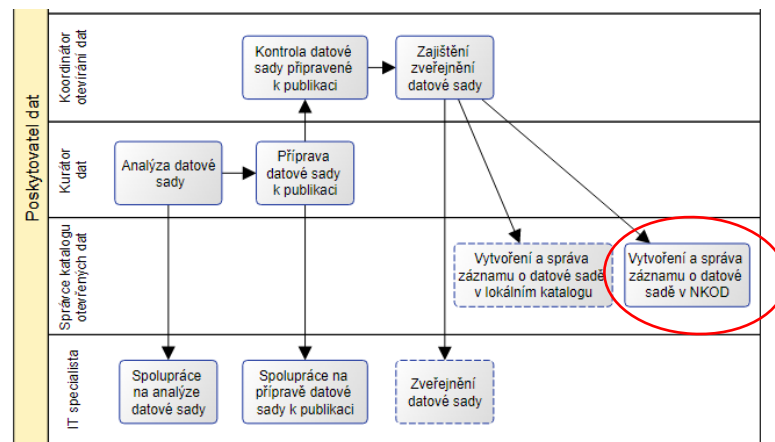 Poskytovatel dat
Koordinátor
otevírání dat
Kontrola datové
sady připravené
k publikaci
Zajištění
zveřejnění
datové sady
Kurátor
dat
Analýza datové
sady
Příprava
datové sady
k publikaci
Správce katalogu
otevřených dat
Vytvoření a správa
záznamu o datové sadě
v lokálním katalogu
Vytvoření a správa
záznamu o datové
sadě v NKOD
IT specialista
Spolupráce
na analýze
datové sady
Spolupráce na
přípravě datové
sady k publikaci
Zveřejnění
datové sady